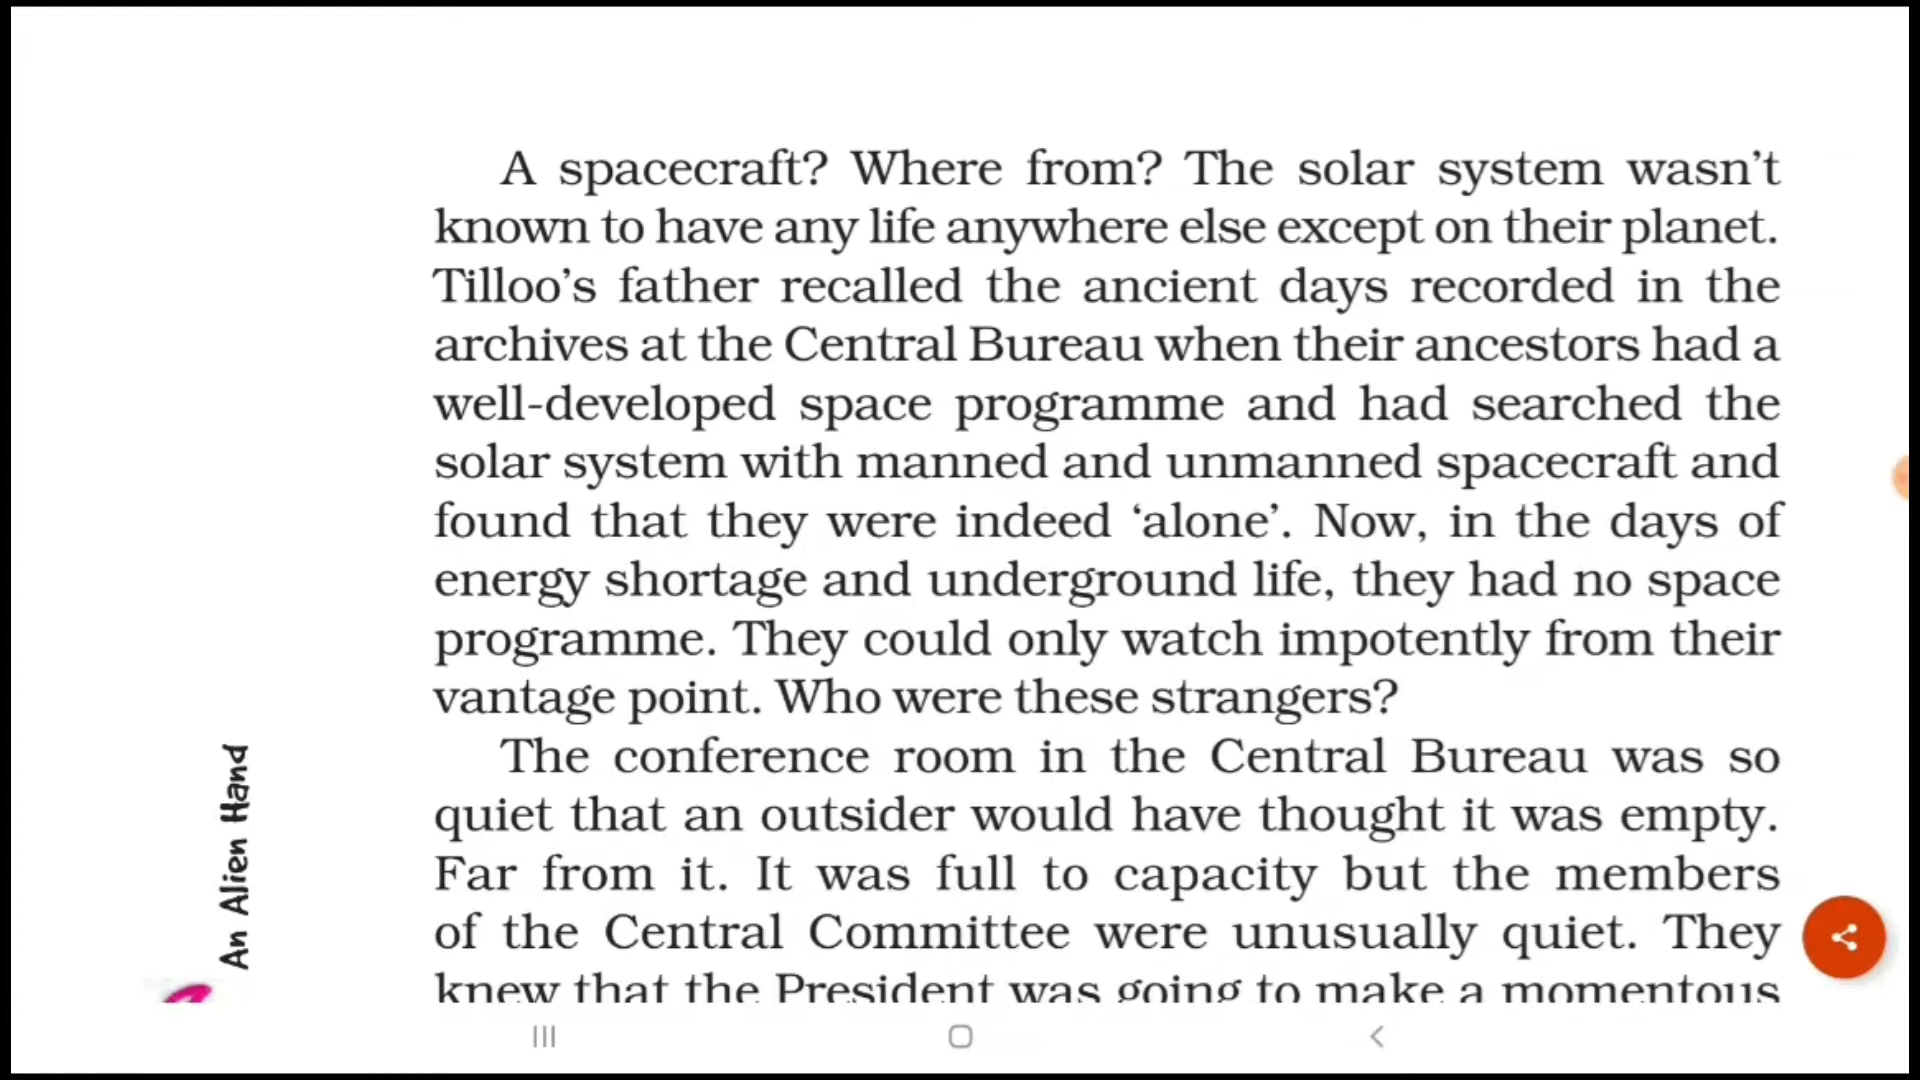 A spacecraft? Where from? The solar system wasn’t
known to have any life anywhere else except on their planet.
Tilloo’s father recalled the ancient days recorded in the
archives at the Central Bureau when their ancestors had a
well-developed space programme and had searched the
solar system with manned and unmanned spacecraft and
found that they were indeed ‘alone’. Now, in the days of
energy shortage and underground life, they had no space
programme. They could only watch impotently from their
vantage point. Who were these strangers?
The conference room in the Central Bureau was so
quiet that an outsider would have thought it was empty.
Far from it. It was full to capacity but the members
of the Central Committee were unusually quiet. They
knew that the President was going to make a momentous
An Alien Hand